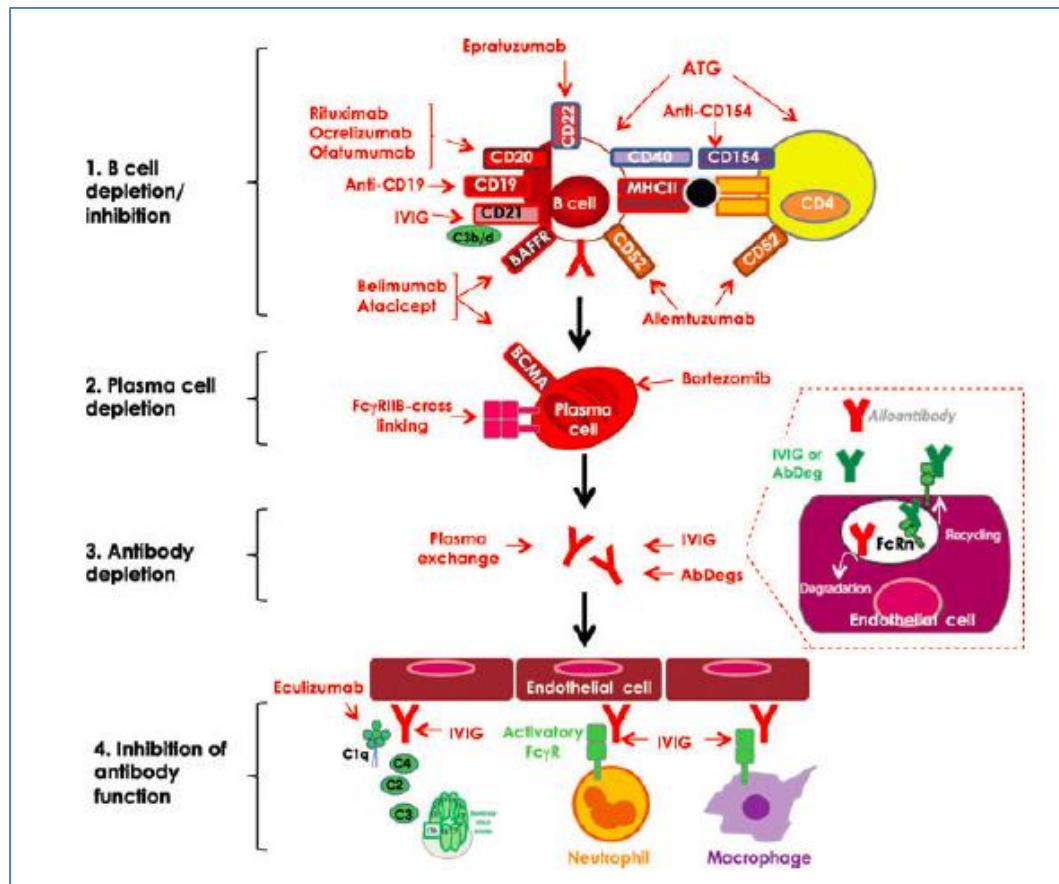 Epratuzumab
ATG
Anti-CD154
Rituximab
Ocrelizumab
Ofatumumab
CD22
1. B cell
depletion/
inhibition
CD20
CD40
CD154
Anti-CD19
CD19
MHCII
B cell
CD4
IVIG
CD21
C3b/d
BAFFR
CD52
CD52
Belimumab
Atacicept
Allemtuzumab
2. Plasma cell
depletion
BCMA
Bortezomib
FcγRIIB-cross
linking
Plasma
cell
Alloantibody
IVIG or
AbDeg
FcRn
Recycling
Degradation
Endothelial cell
3. Antibody
depletion
Plasma
exchange
IVIG
AbDegs
Eculizumab
Endothelial cell
4. Inhibition of
antibody
function
C1q
IVIG
Activatory
FcγR
IVIG
C4
C2
C3
Neutrophil
Macrophage